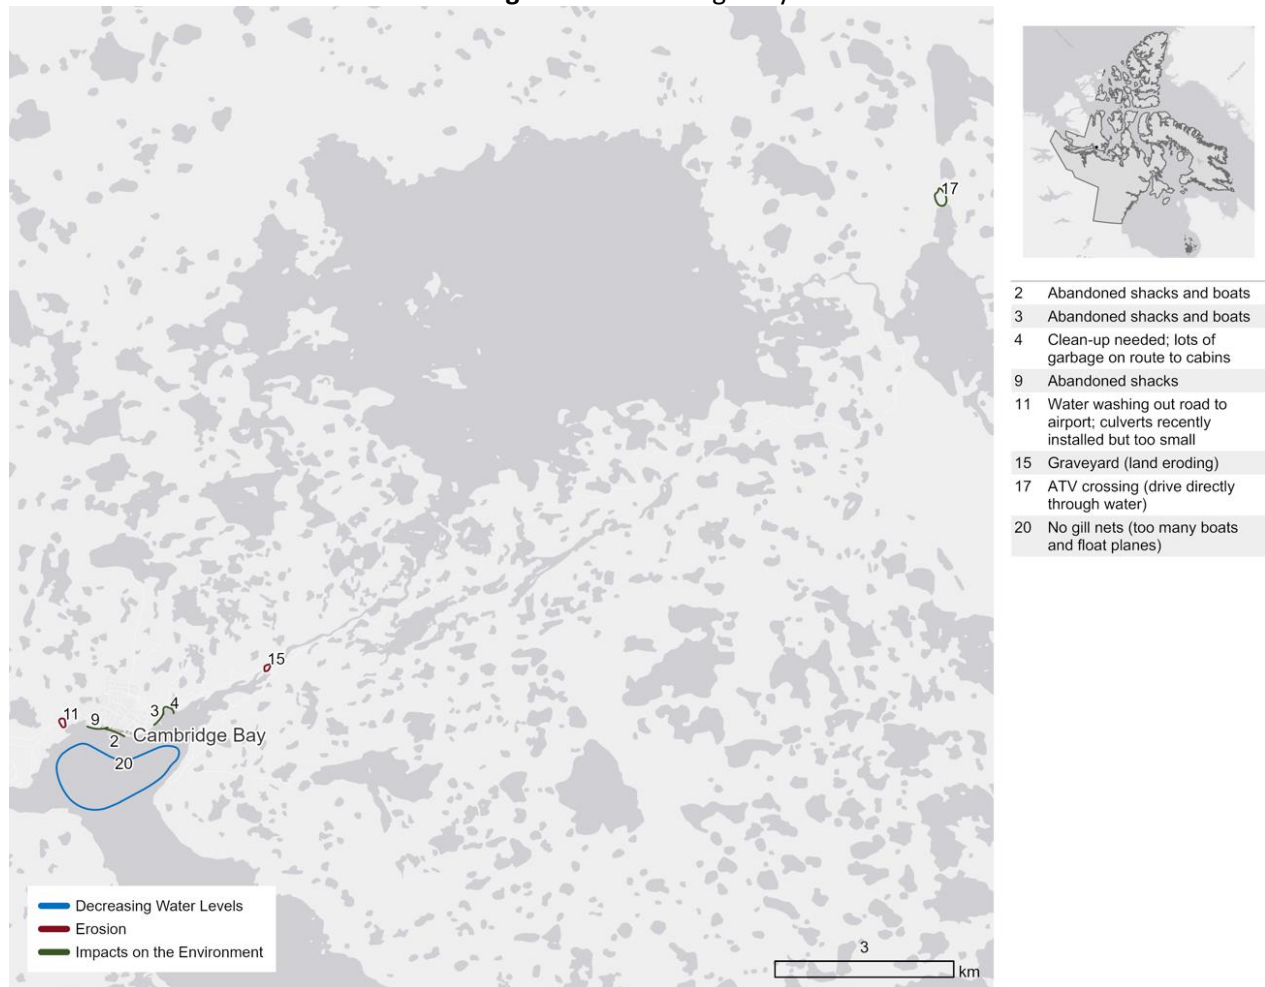 17
15
11
9
3
4
2
Cambridge Bay
20
Decreasing Water Levels
Erosion
Impacts on the Environment
3
km
2 Abandoned shacks and boats
3 Abandoned shacks and boats
4 Clean-up needed; lots of
garbage on route to cabins
9 Abandoned shacks
11 Water washing out road to
airport; culverts recently
installed but too small
15 Graveyard (land eroding)
17 ATV crossing (drive directly
through water)
20 No gill nets (too many boats
and float planes)